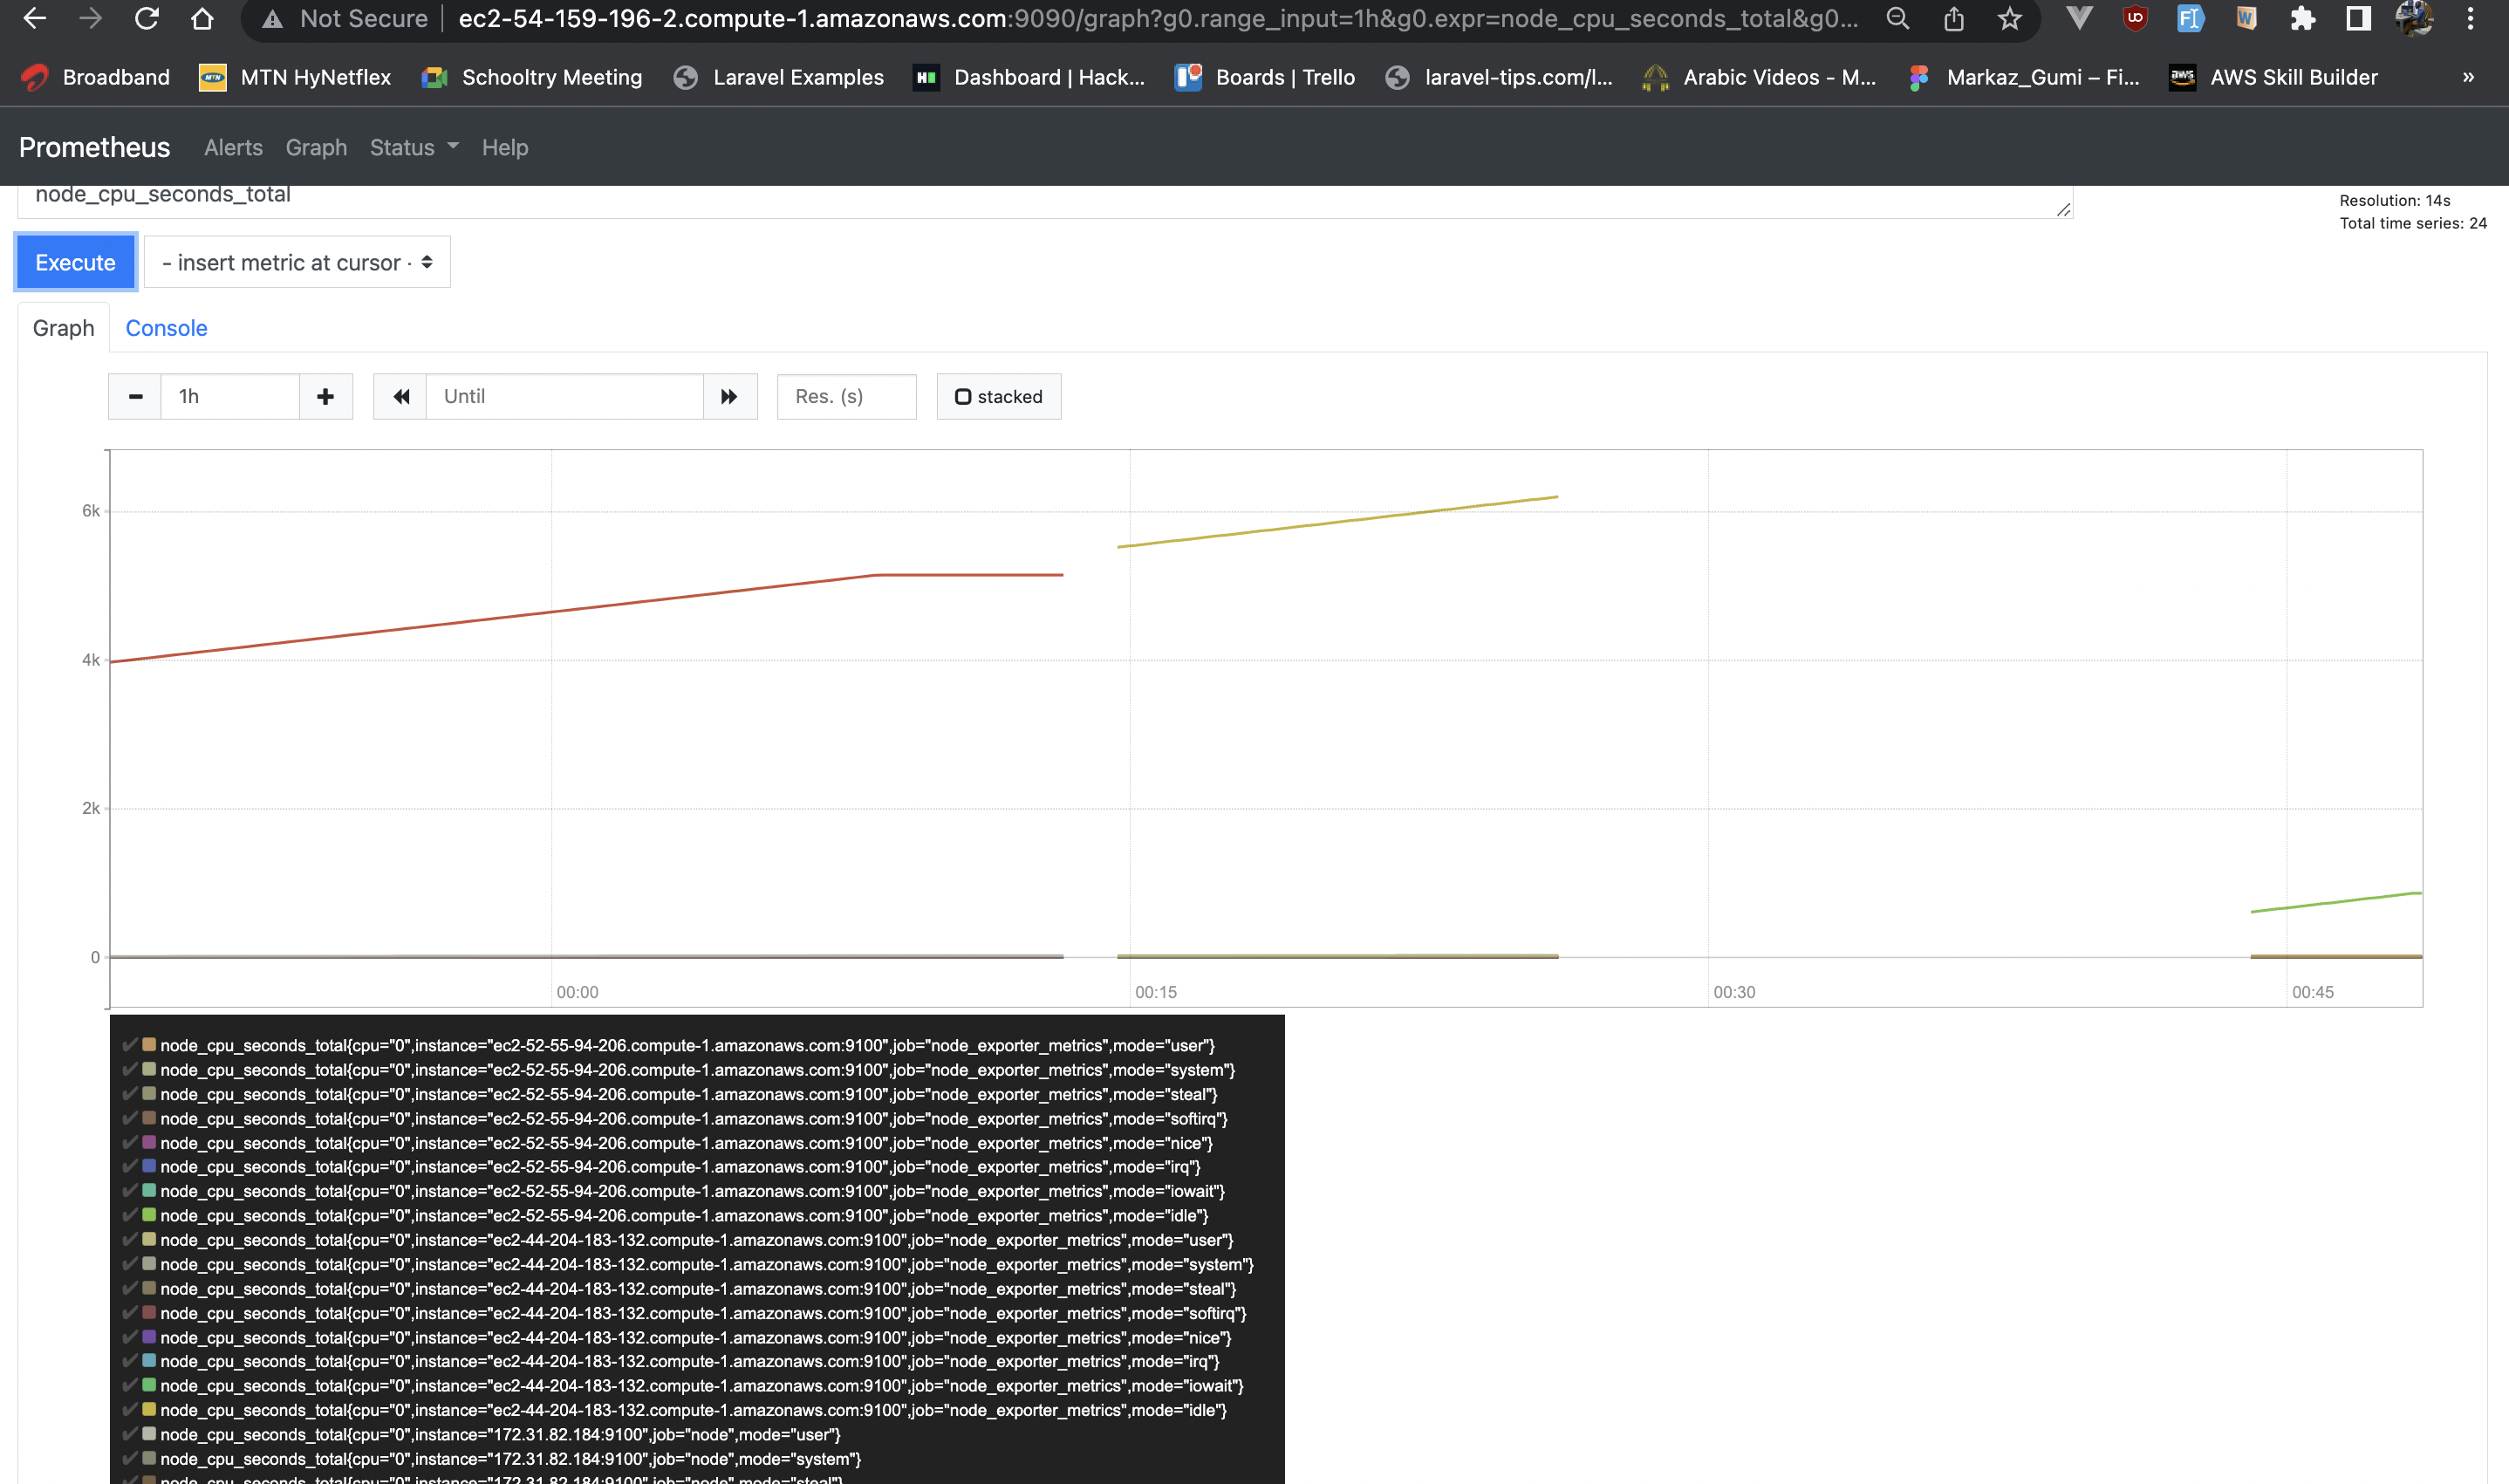 Not Secure ec2-54-159-196-2.compute-1.amazonaws.com:9090/graph?g0.range_input=1h&g0.expr=node_cpu_seconds_total&g0...
Broadband MTN HyNetflex Schooltry Meeting Laravel Examples Dashboard | Hack... Boards | Trello laravel-tips.com/l... Arabic Videos - M... Markaz_Gumi – Fi... AWS Skill Builder »
Prometheus Alerts Graph Status Help
node_cpu_seconds_total
Resolution: 14s
Total time series: 24
Execute - insert metric at cursor -
Graph Console
1h Until Res. (s) stacked
6k
4k
2k
0
00:00 00:15 00:30 00:45
node_cpu_seconds_total{cpu="0",instance="ec2-52-55-94-206.compute-1.amazonaws.com:9100",job="node_exporter_metrics",mode="user"}
node_cpu_seconds_total{cpu="0",instance="ec2-52-55-94-206.compute-1.amazonaws.com:9100",job="node_exporter_metrics",mode="system"}
node_cpu_seconds_total{cpu="0",instance="ec2-52-55-94-206.compute-1.amazonaws.com:9100",job="node_exporter_metrics",mode="steal"}
node_cpu_seconds_total{cpu="0",instance="ec2-52-55-94-206.compute-1.amazonaws.com:9100",job="node_exporter_metrics",mode="softirq"}
node_cpu_seconds_total{cpu="0",instance="ec2-52-55-94-206.compute-1.amazonaws.com:9100",job="node_exporter_metrics",mode="nice"}
node_cpu_seconds_total{cpu="0",instance="ec2-52-55-94-206.compute-1.amazonaws.com:9100",job="node_exporter_metrics",mode="irq"}
node_cpu_seconds_total{cpu="0",instance="ec2-52-55-94-206.compute-1.amazonaws.com:9100",job="node_exporter_metrics",mode="iowait"}
node_cpu_seconds_total{cpu="0",instance="ec2-52-55-94-206.compute-1.amazonaws.com:9100",job="node_exporter_metrics",mode="idle"}
node_cpu_seconds_total{cpu="0",instance="ec2-44-204-183-132.compute-1.amazonaws.com:9100",job="node_exporter_metrics",mode="user"}
node_cpu_seconds_total{cpu="0",instance="ec2-44-204-183-132.compute-1.amazonaws.com:9100",job="node_exporter_metrics",mode="system"}
node_cpu_seconds_total{cpu="0",instance="ec2-44-204-183-132.compute-1.amazonaws.com:9100",job="node_exporter_metrics",mode="steal"}
node_cpu_seconds_total{cpu="0",instance="ec2-44-204-183-132.compute-1.amazonaws.com:9100",job="node_exporter_metrics",mode="softirq"}
node_cpu_seconds_total{cpu="0",instance="ec2-44-204-183-132.compute-1.amazonaws.com:9100",job="node_exporter_metrics",mode="nice"}
node_cpu_seconds_total{cpu="0",instance="ec2-44-204-183-132.compute-1.amazonaws.com:9100",job="node_exporter_metrics",mode="irq"}
node_cpu_seconds_total{cpu="0",instance="ec2-44-204-183-132.compute-1.amazonaws.com:9100",job="node_exporter_metrics",mode="iowait"}
node_cpu_seconds_total{cpu="0",instance="ec2-44-204-183-132.compute-1.amazonaws.com:9100",job="node_exporter_metrics",mode="idle"}
node_cpu_seconds_total{cpu="0",instance="172.31.82.184:9100",job="node",mode="user"}
node_cpu_seconds_total{cpu="0",instance="172.31.82.184:9100",job="node",mode="system"}
node_cpu_seconds_total{cpu="0",instance="172.31.82.184:9100",job="node",mode="steal"}